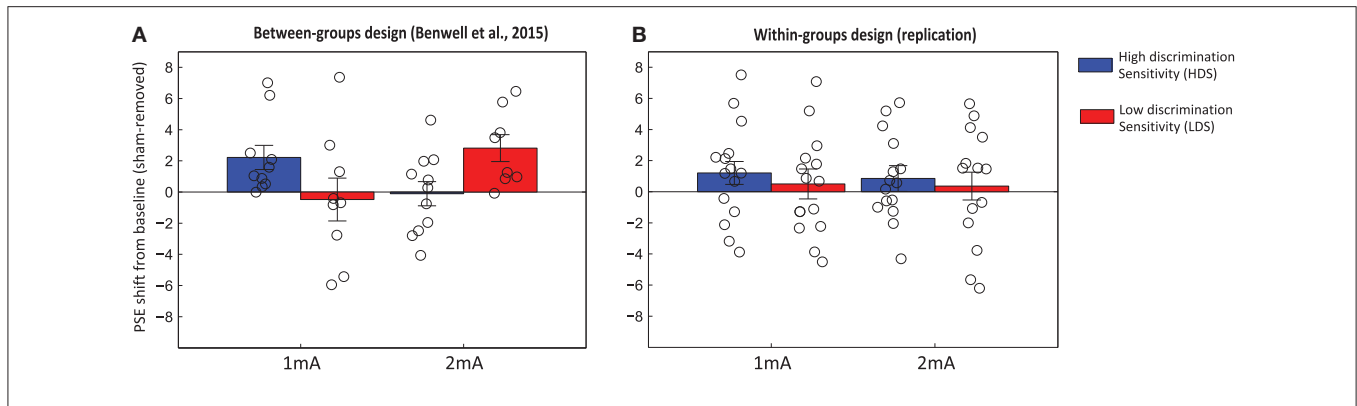 A
Between-groups design (Benwell et al., 2015)
PSE shift from baseline (sham-removed)
8
6
4
2
0
−2
−4
−6
−8
1mA
2mA
B
Within-groups design (replication)
8
6
4
2
0
−2
−4
−6
−8
1mA
2mA
High discrimination
Sensitivity (HDS)
Low discrimination
Sensitivity (LDS)